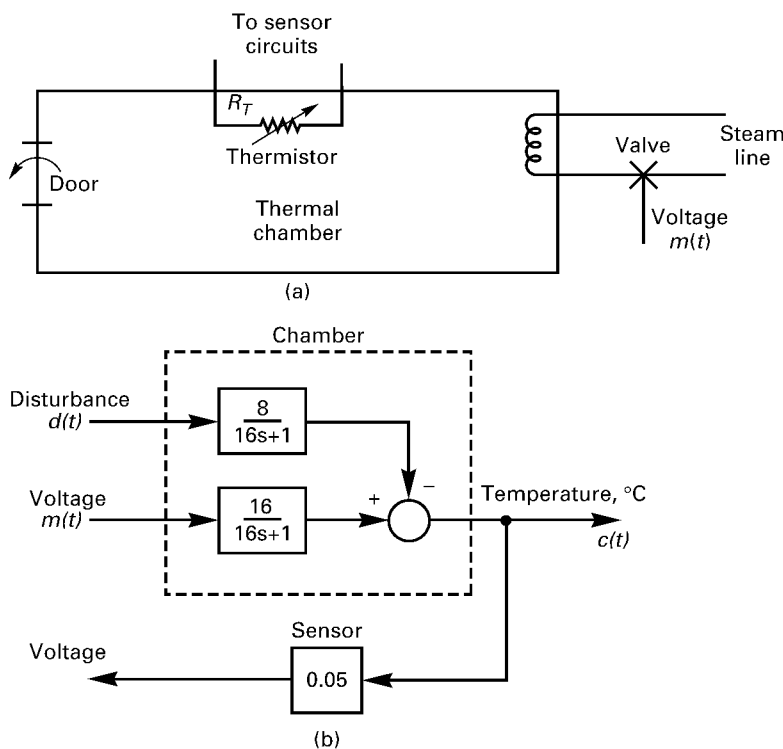 To sensor
circuits
R_T
Thermistor
Door
Thermal
chamber
Valve
Steam
line
Voltage
m(t)
(a)
Chamber
Disturbance
d(t)
8
16s+1
–
Voltage
m(t)
16
16s+1
+
Temperature, °C
c(t)
Sensor
Voltage
0.05
(b)